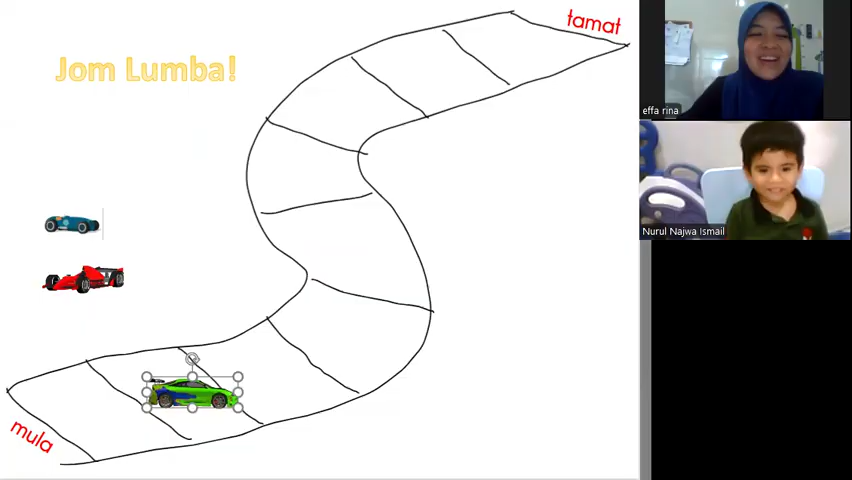 Jom Lumba!
tamat
effa rina
Nurul Najwa Ismail
mula